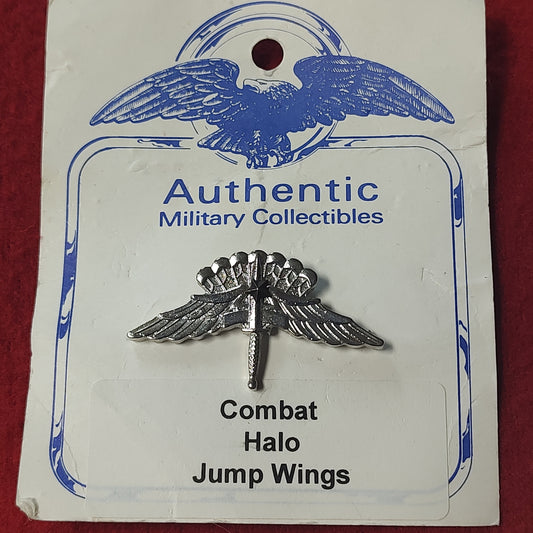 Authentic
Military Collectibles
Combat
Halo
Jump Wings